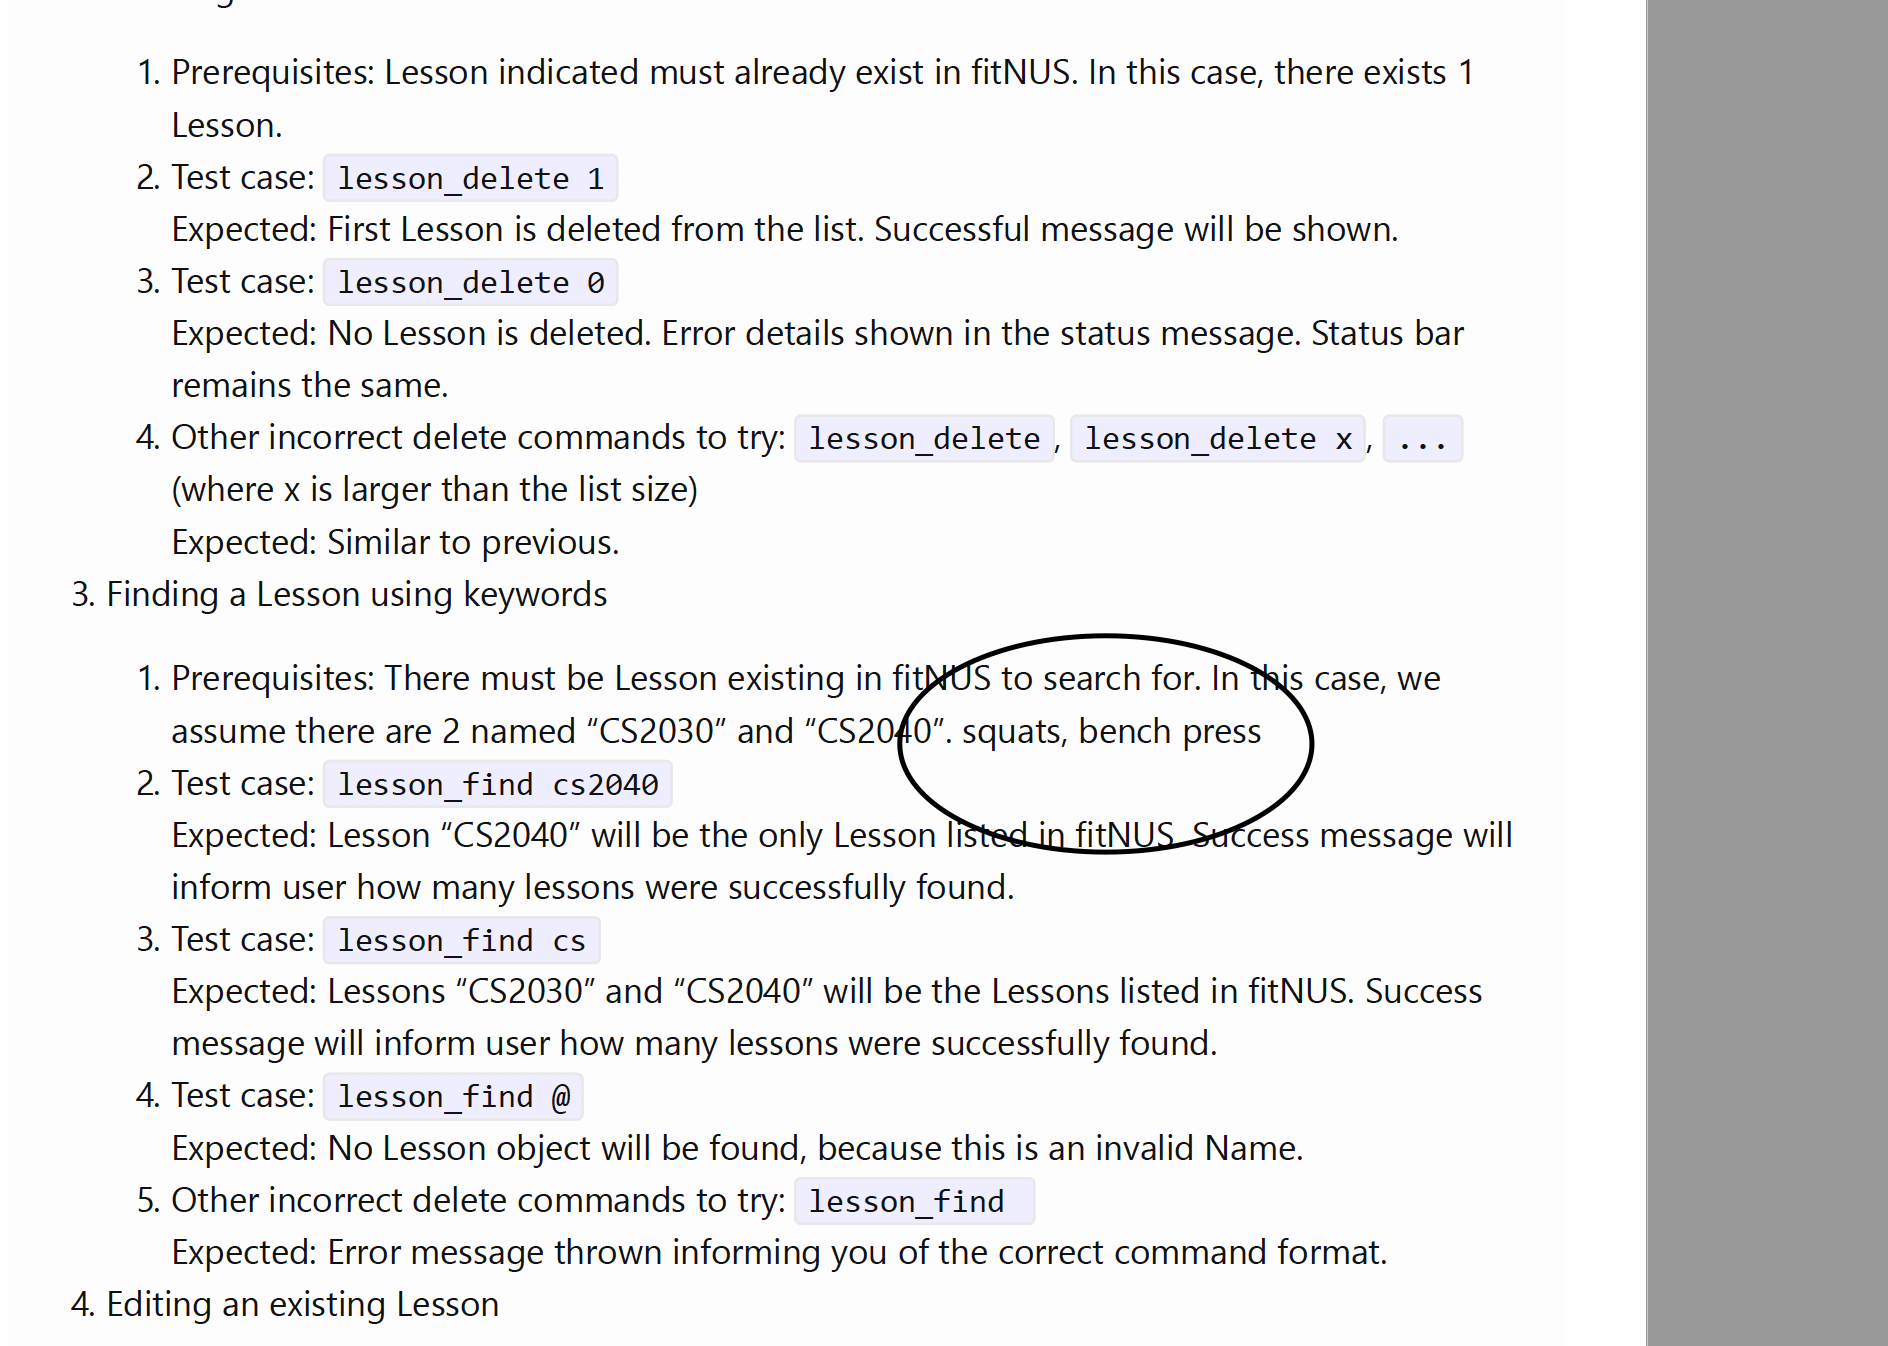 1. Prerequisites: Lesson indicated must already exist in fitNUS. In this case, there exists 1
Lesson.
2. Test case: lesson_delete 1
Expected: First Lesson is deleted from the list. Successful message will be shown.
3. Test case: lesson_delete 0
Expected: No Lesson is deleted. Error details shown in the status message. Status bar
remains the same.
4. Other incorrect delete commands to try: lesson_delete, lesson_delete x, ...
(where x is larger than the list size)
Expected: Similar to previous.
3. Finding a Lesson using keywords
1. Prerequisites: There must be Lesson existing in fitNUS to search for. In this case, we
assume there are 2 named “CS2030” and “CS2040”. squats, bench press
2. Test case: lesson_find cs2040
Expected: Lesson “CS2040” will be the only Lesson listed in fitNUS. Success message will
inform user how many lessons were successfully found.
3. Test case: lesson_find cs
Expected: Lessons “CS2030” and “CS2040” will be the Lessons listed in fitNUS. Success
message will inform user how many lessons were successfully found.
4. Test case: lesson_find @
Expected: No Lesson object will be found, because this is an invalid Name.
5. Other incorrect delete commands to try: lesson_find
Expected: Error message thrown informing you of the correct command format.
4. Editing an existing Lesson